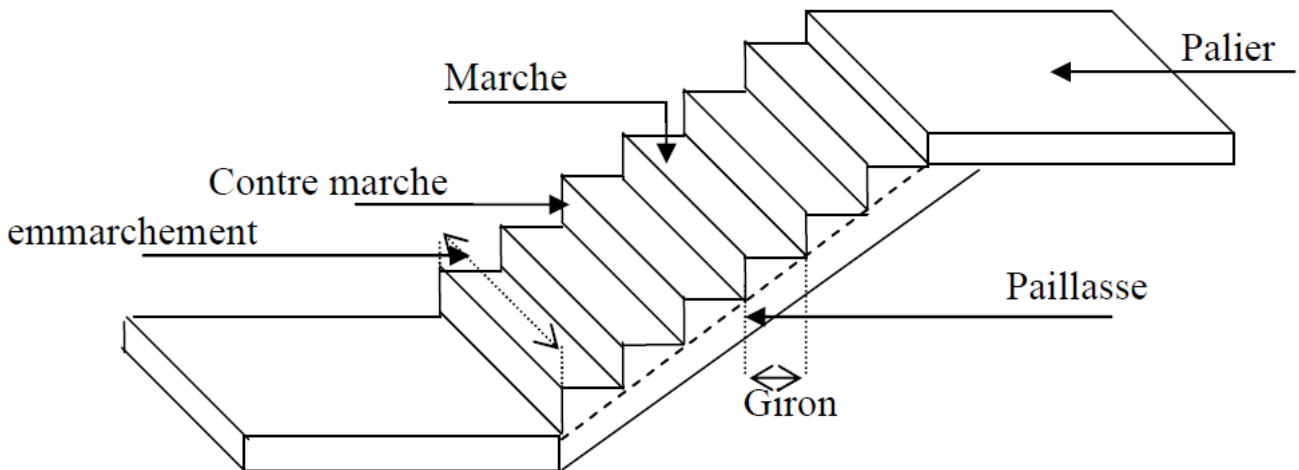 Palier
Marche
Contre marche
emmarchement
Paillasse
Giron